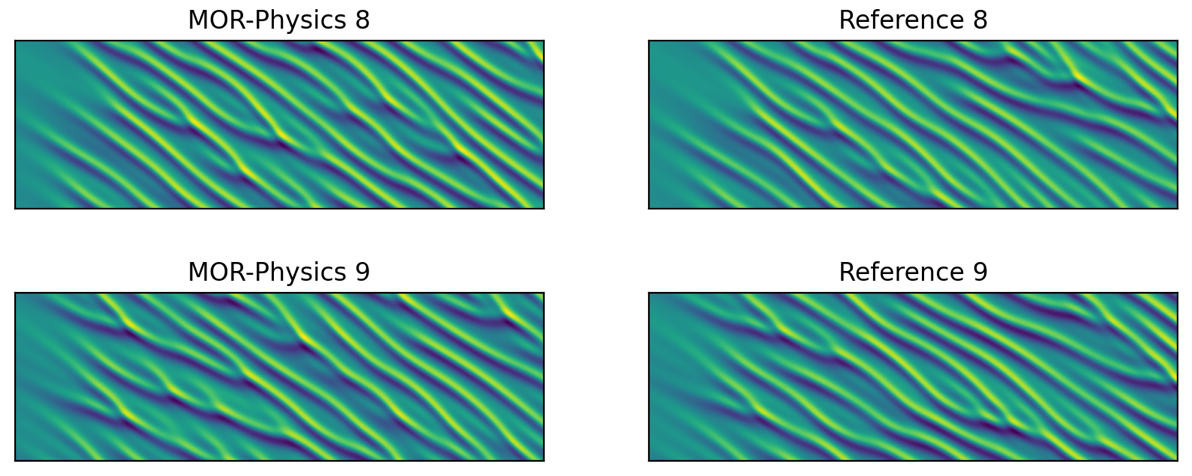 MOR-Physics 8
Reference 8
MOR-Physics 9
Reference 9